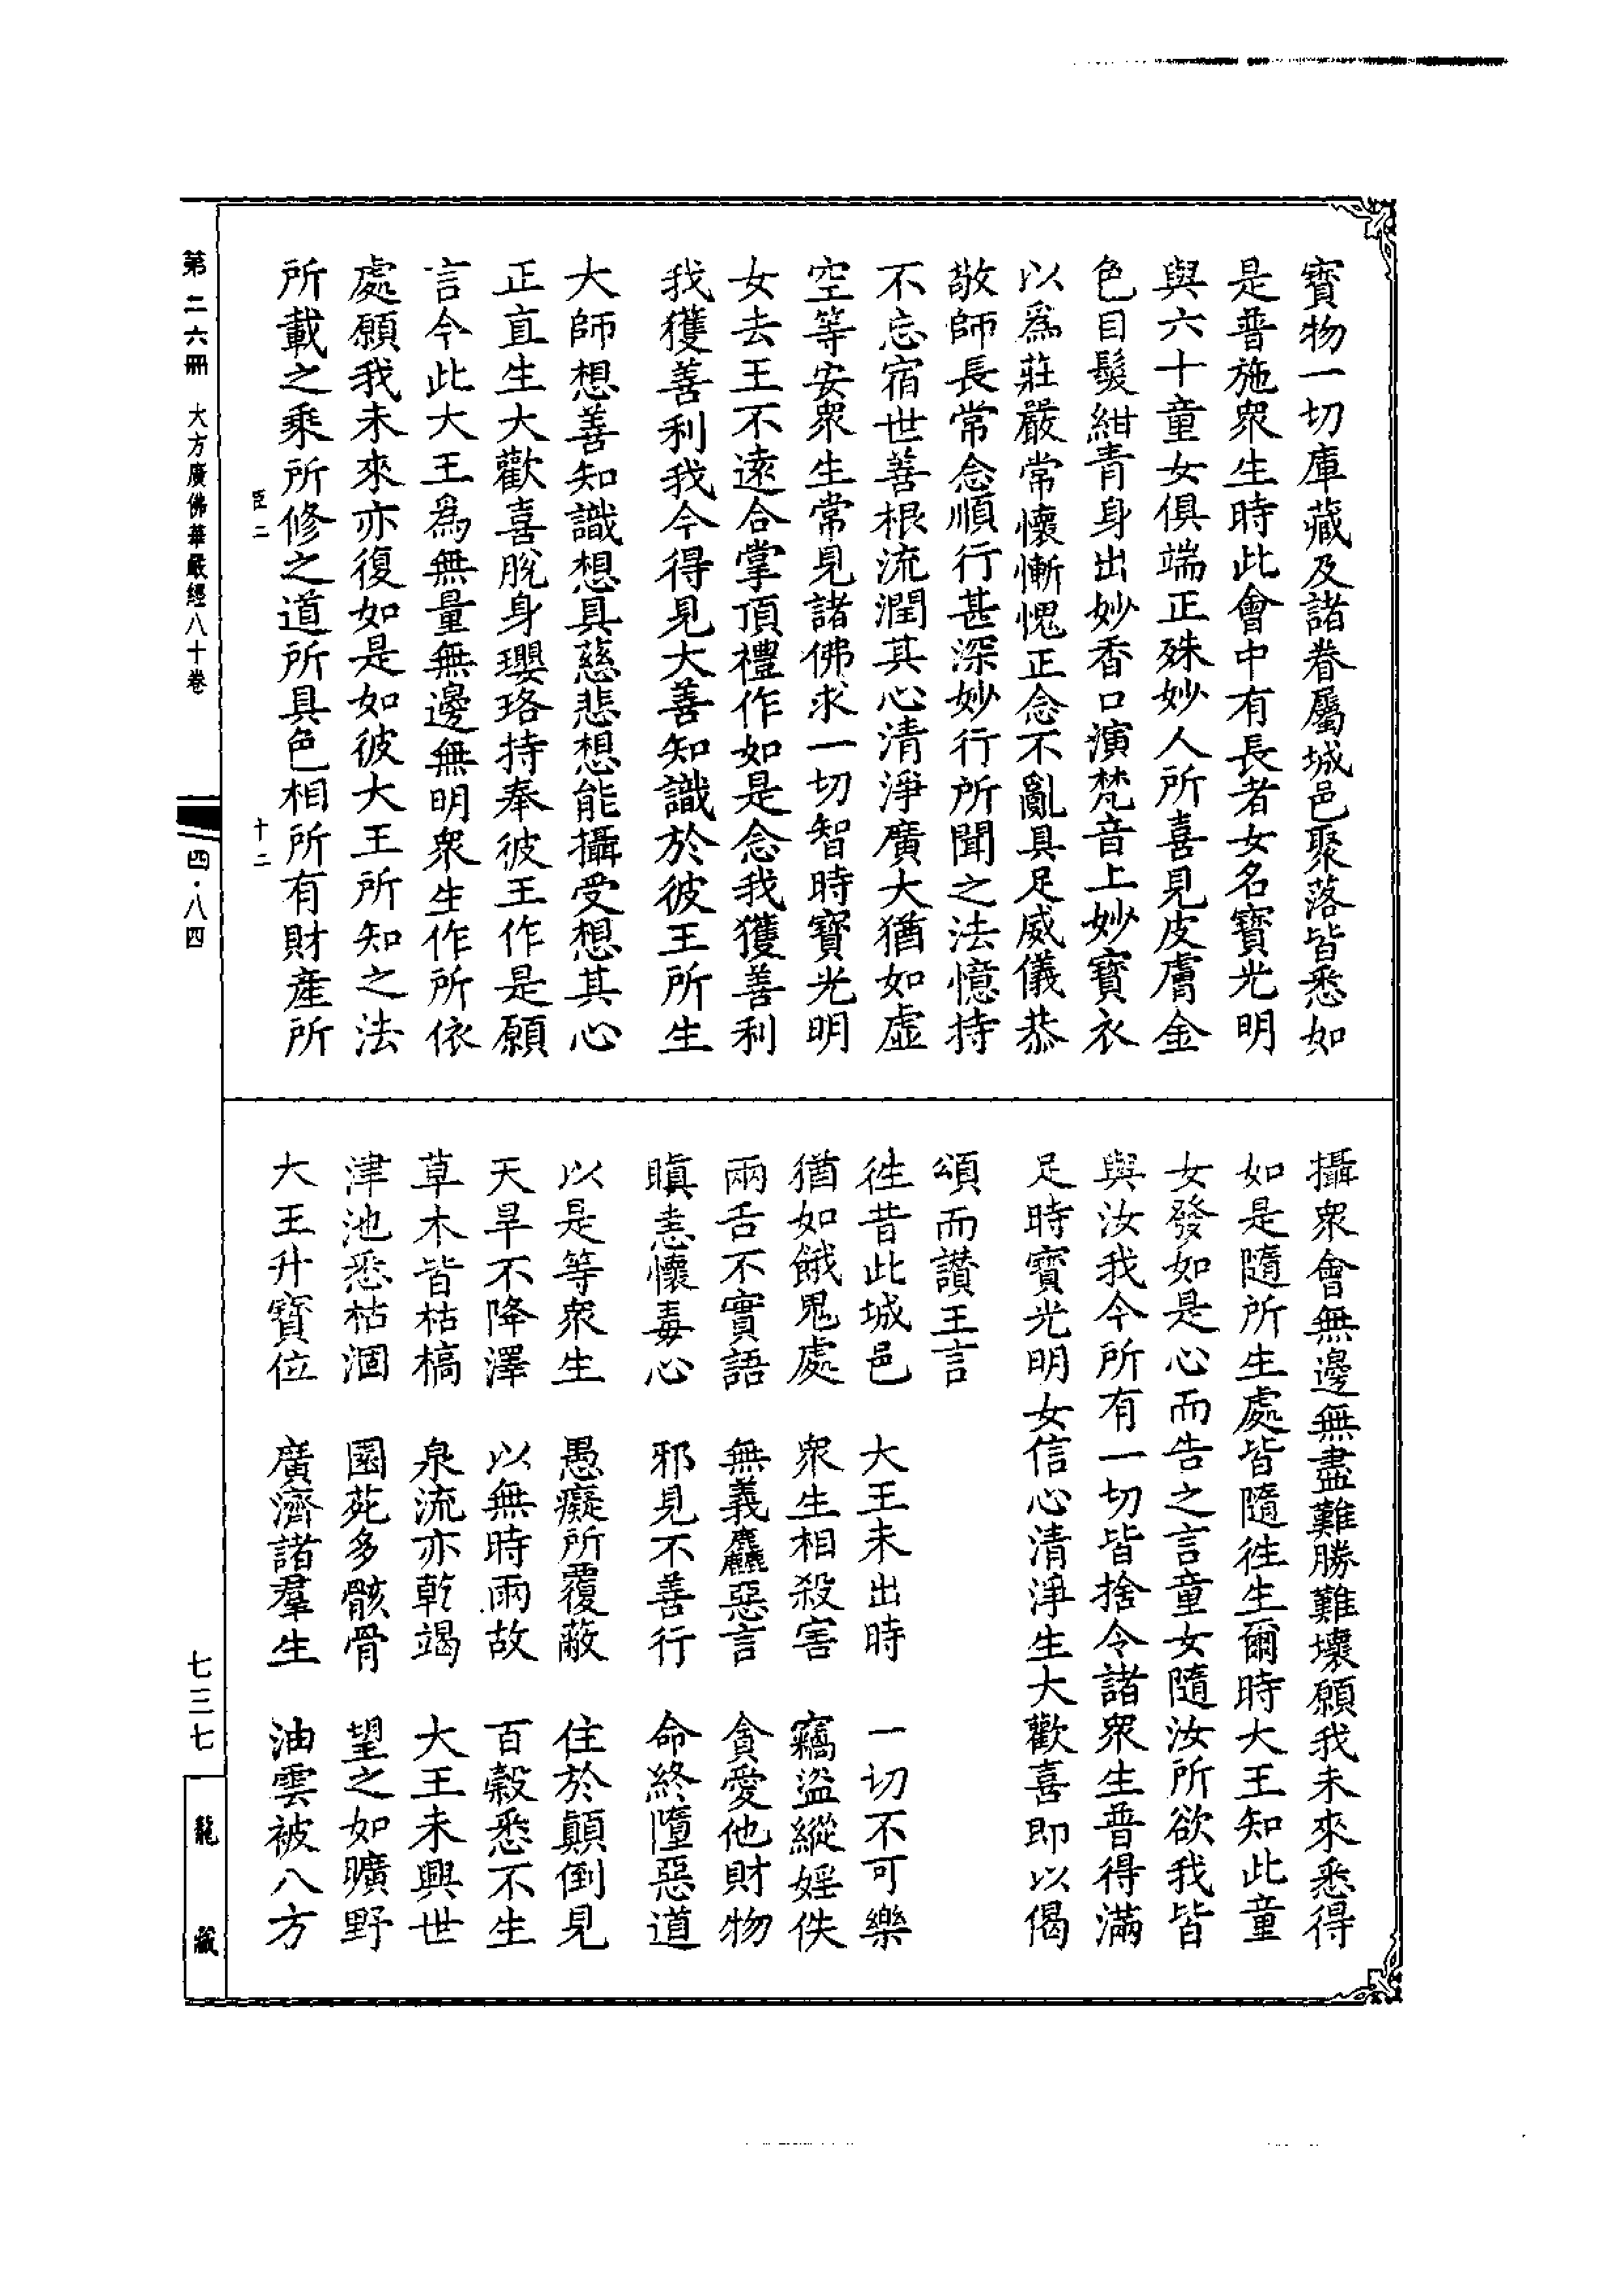 寶物一切庫藏及諸眷屬城邑聚落皆悉如
是普施衆生時此會中有長者女名寶光明
與六十童女俱端正殊妙人所喜見皮膚金
色目髮紺青身出妙香口演梵音上妙寶衣
以爲莊嚴常懷慚愧正念不亂具足威儀恭
敬師長常念順行甚深妙行所聞之法憶持
不忘宿世善根流潤其心清淨廣大猶如虛
空等安衆生常見諸佛求一切智時寶光明
女去王不遠合掌頂禮作如是念我獲善利
我獲善利我今得見大善知識於彼王所生
大師想善知識想具慈悲想能攝受想其心
正直生大歡喜脫身瓔珞持奉彼王作是願
言今此大王爲無量無邊無明衆生作所依
處願我未來亦復如是如彼大王所知之法
所載之乘所修之道所具色相所有財產所
臣二
十二
攝衆會無邊無盡難勝難壞願我未來悉得
如是隨所生處皆隨往生爾時大王知此童
女發如是心而告之言童女隨汝所欲我皆
與汝我今所有一切皆捨令諸衆生普得滿
足時寶光明女信心清淨生大歡喜即以偈
頌而讃王言
徃昔此城邑 大王未出時 一切不可樂
猶如餓鬼處 衆生相殺害 竊盜縱婬佚
兩舌不實語 無義麤惡言 貪愛他財物
瞋恚懷毒心 邪見不善行 命終墮惡道
以是等衆生 愚癡所覆蔽 住於顛倒見
天旱不降澤 以無時雨故 百穀悉不生
草木皆枯槁 泉流亦乾竭 大王未興世
津池悉枯涸 園苑多骸骨 望之如曠野
大王升寶位 廣濟諸羣生 油雲被八方
第二六冊 大方廣佛華嚴經八十卷
四·八四
七三七
龍藏